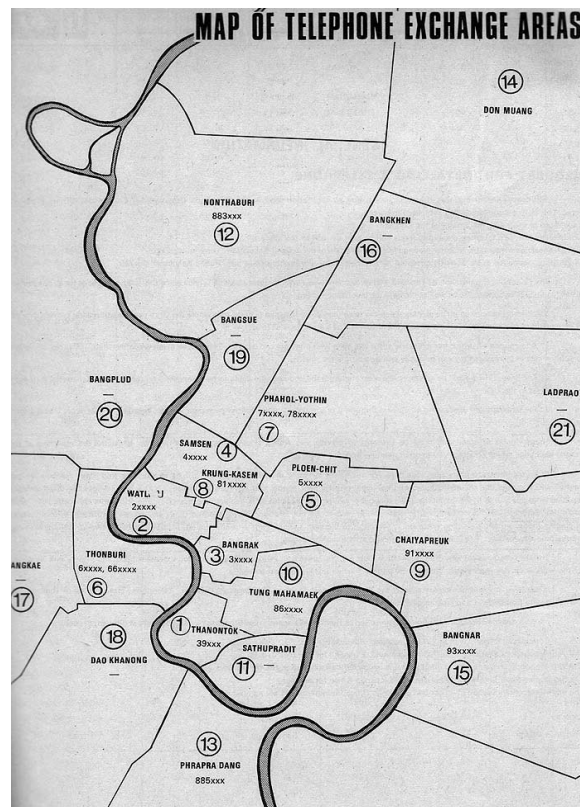 MAP OF TELEPHONE EXCHANGE AREAS
14
DON MUANG
NONTHABURI
883xxx
12
BANGKHEN
—
16
BANGSUE
—
19
BANGPLUD
—
20
PHAHOL-YOTHIN
7xxxx, 78xxxx
7
LADPRAO
—
21
SAMSEN
4xxxx
4
KRUNG-KASEM
81xxxx
8
PLOEN-CHIT
5xxxx
5
2xxxx
2
BANGRAK
3xxxx
3
CHAIYAPREUK
91xxxx
9
THONBURI
6xxxx, 66xxxx
6
ANGKAE
—
17
10
TUNG MAHAMAEK
86xxxx
18
DAO KHANONG
—
1
THANONTOK
39xxx
SATHUPRADIT
11 —
BANGNAR
93xxxx
15
13
PHRAPRA DANG
885xxx